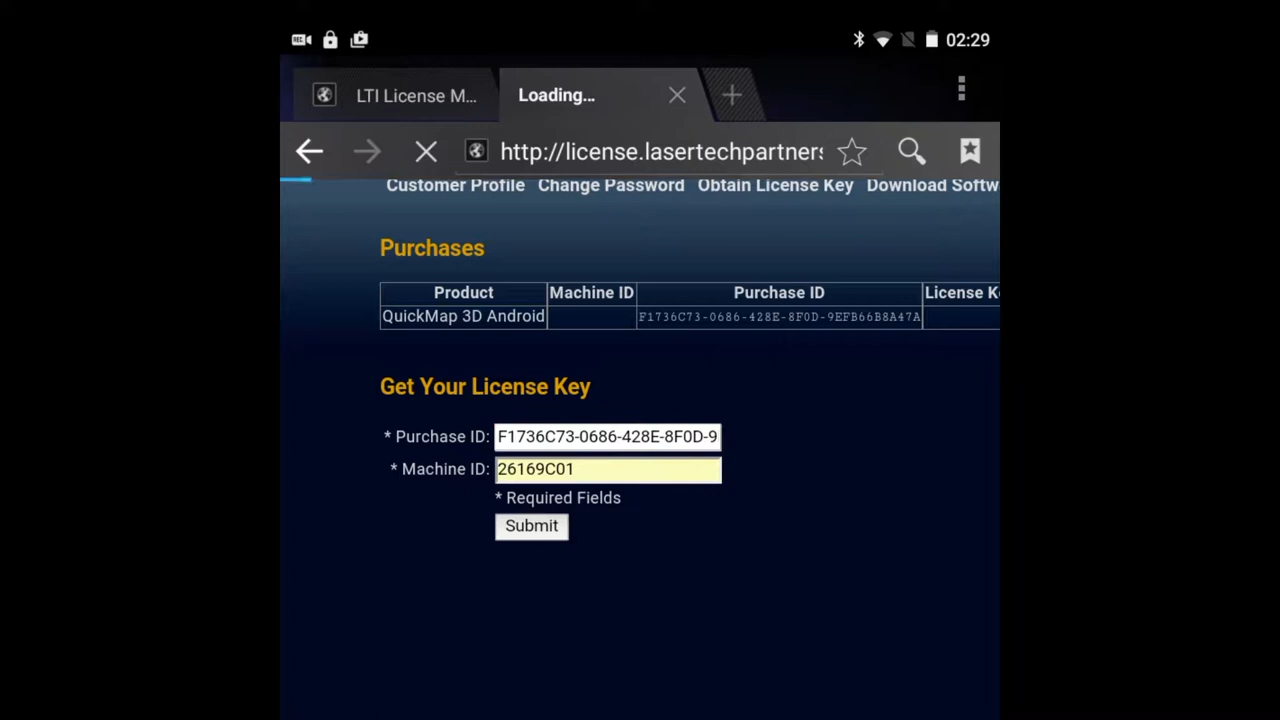 REC 02:29
LTI License M... Loading...
http://license.lasertechpartners
Customer Profile Change Password Obtain License Key Download Softw
Purchases
Product Machine ID Purchase ID License K
QuickMap 3D Android F1736C73-0686-428E-8F0D-9EFB66B8A47A
Get Your License Key
* Purchase ID: F1736C73-0686-428E-8F0D-9
* Machine ID: 26169C01
* Required Fields
Submit